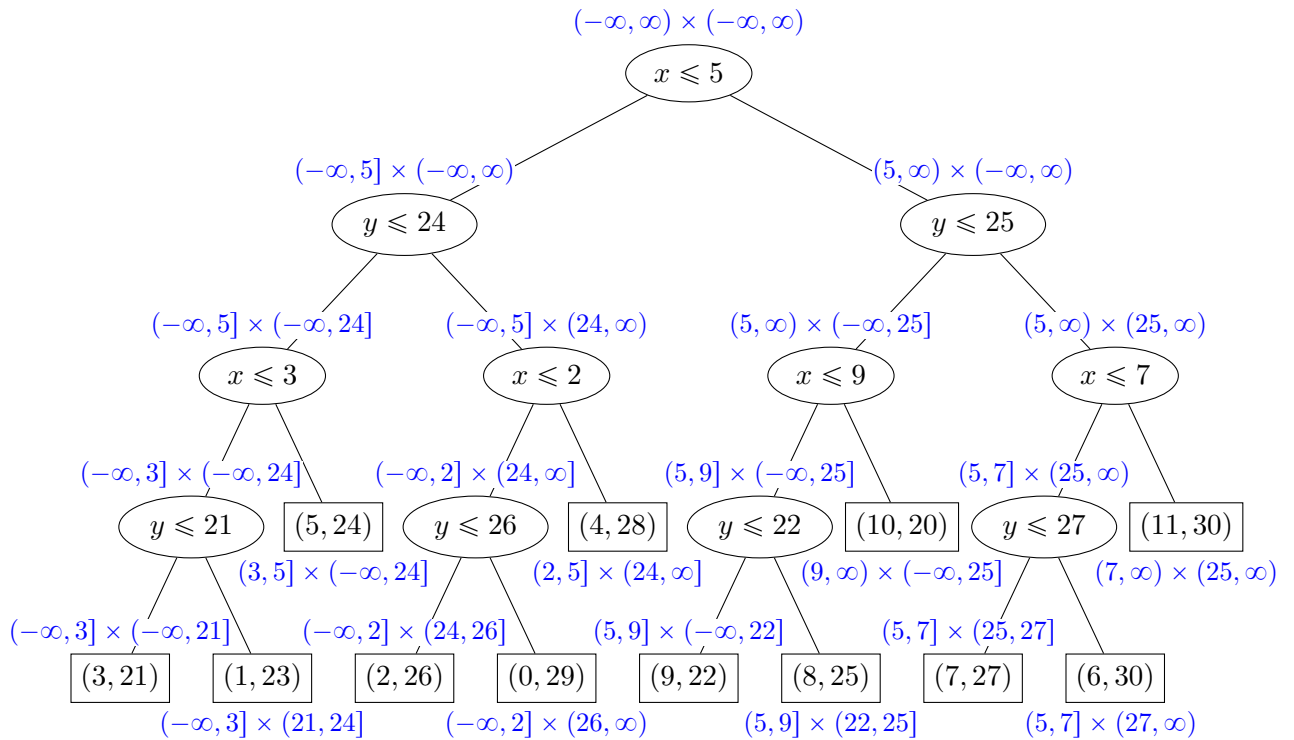 (−∞, ∞) × (−∞, ∞)
x ⩽ 5
(−∞, 5] × (−∞, ∞)
(5, ∞) × (−∞, ∞)
y ⩽ 24
y ⩽ 25
(−∞, 5] × (−∞, 24]
(−∞, 5] × (24, ∞)
(5, ∞) × (−∞, 25]
(5, ∞) × (25, ∞)
x ⩽ 3
x ⩽ 2
x ⩽ 9
x ⩽ 7
(−∞, 3] × (−∞, 24]
(−∞, 2] × (24, ∞]
(5, 9] × (−∞, 25]
(5, 7] × (25, ∞)
y ⩽ 21
(5, 24)
y ⩽ 26
(4, 28)
y ⩽ 22
(10, 20)
y ⩽ 27
(11, 30)
(3, 5] × (−∞, 24]
(2, 5] × (24, ∞]
(9, ∞) × (−∞, 25]
(7, ∞) × (25, ∞)
(−∞, 3] × (−∞, 21]
(−∞, 2] × (24, 26]
(5, 9] × (−∞, 22]
(5, 7] × (25, 27]
(3, 21)
(1, 23)
(2, 26)
(0, 29)
(9, 22)
(8, 25)
(7, 27)
(6, 30)
(−∞, 3] × (21, 24]
(−∞, 2] × (26, ∞)
(5, 9] × (22, 25]
(5, 7] × (27, ∞)